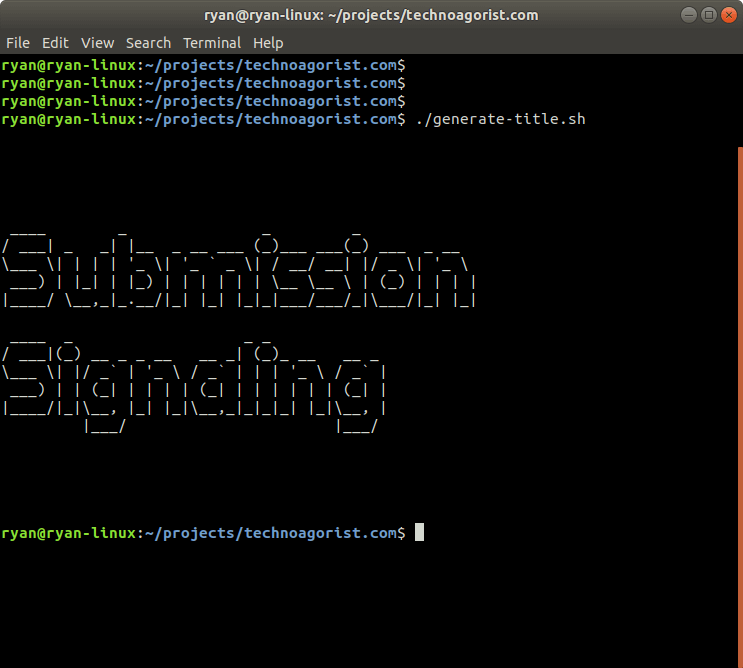 ryan@ryan-linux: ~/projects/technoagorist.com
File Edit View Search Terminal Help
ryan@ryan-linux:~/projects/technoagorist.com$
ryan@ryan-linux:~/projects/technoagorist.com$
ryan@ryan-linux:~/projects/technoagorist.com$
ryan@ryan-linux:~/projects/technoagorist.com$ ./generate-title.sh
Submission
Signaling
ryan@ryan-linux:~/projects/technoagorist.com$